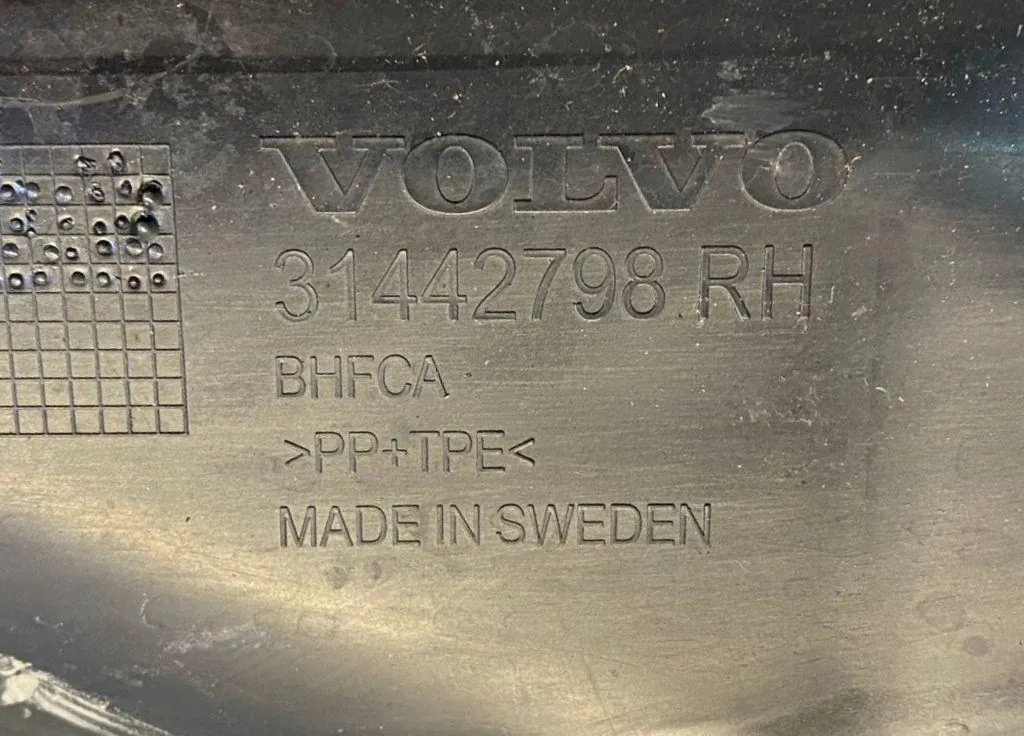 VOLVO
31442798 RH
BHFCA
>PP+TPE<
MADE IN SWEDEN